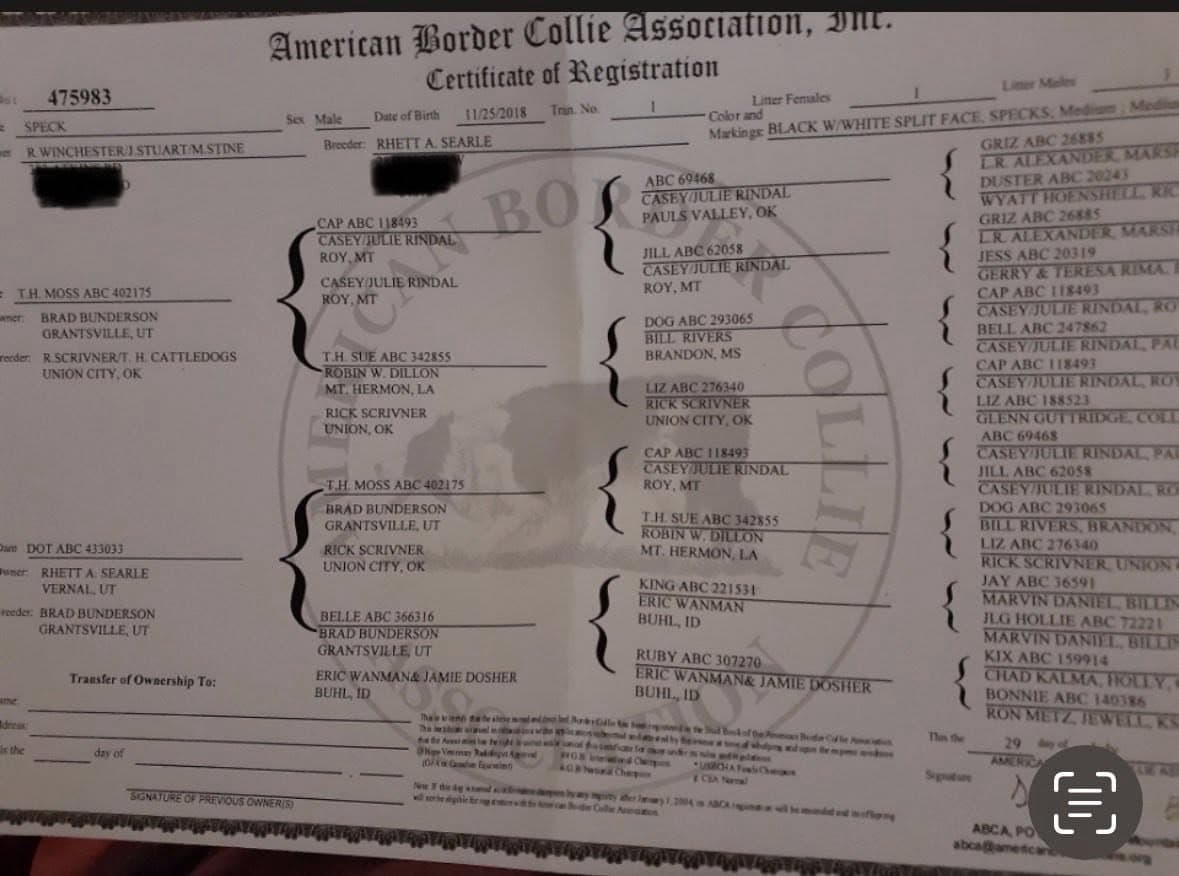 American Border Collie Association, Inc.
Certificate of Registration
475983
SPECK
Sex Male Date of Birth 11/25/2018 Tran. No. 1 Litter Females 1 Litter Males 3
R.WINCHESTER/J.STUART/M.STINE
Breeder: RHETT A. SEARLE
Color and
Markings: BLACK W/WHITE SPLIT FACE, SPECKS; Medium ; Medium
T.H. MOSS ABC 402175
BRAD BUNDERSON
GRANTSVILLE, UT
R.SCRIVNER/T. H. CATTLEDOGS
UNION CITY, OK
DOT ABC 433033
RHETT A. SEARLE
VERNAL, UT
BRAD BUNDERSON
GRANTSVILLE, UT
CAP ABC 118493
CASEY/JULIE RINDAL
ROY, MT
CASEY/JULIE RINDAL
ROY, MT
T.H. SUE ABC 342855
ROBIN W. DILLON
MT. HERMON, LA
RICK SCRIVNER
UNION, OK
T.H. MOSS ABC 402175
BRAD BUNDERSON
GRANTSVILLE, UT
RICK SCRIVNER
UNION CITY, OK
BELLE ABC 366316
BRAD BUNDERSON
GRANTSVILLE, UT
ERIC WANMAN& JAMIE DOSHER
BUHL, ID
ABC 69468
CASEY/JULIE RINDAL
PAULS VALLEY, OK
JILL ABC 62058
CASEY/JULIE RINDAL
ROY, MT
DOG ABC 293065
BILL RIVERS
BRANDON, MS
LIZ ABC 276340
RICK SCRIVNER
UNION CITY, OK
CAP ABC 118493
CASEY/JULIE RINDAL
ROY, MT
T.H. SUE ABC 342855
ROBIN W. DILLON
MT. HERMON, LA
KING ABC 221531
ERIC WANMAN
BUHL, ID
RUBY ABC 307270
ERIC WANMAN& JAMIE DOSHER
BUHL, ID
GRIZ ABC 26885
L.R. ALEXANDER, MARSH
DUSTER ABC 20243
WYATT HOENSHELL, RIC
GRIZ ABC 26885
L.R. ALEXANDER, MARSH
JESS ABC 20319
GERRY & TERESA RIMA,
CAP ABC 118493
CASEY/JULIE RINDAL, RO
BELL ABC 247862
CASEY/JULIE RINDAL, PAU
CAP ABC 118493
CASEY/JULIE RINDAL, ROY
LIZ ABC 188523
GLENN GUTTRIDGE, COLL
ABC 69468
CASEY/JULIE RINDAL, PAU
JILL ABC 62058
CASEY/JULIE RINDAL, RO
DOG ABC 293065
BILL RIVERS, BRANDON,
LIZ ABC 276340
RICK SCRIVNER, UNION
JAY ABC 36591
MARVIN DANIEL, BILLIN
JLG HOLLIE ABC 72221
MARVIN DANIEL, BILLIN
KIX ABC 159914
CHAD KALMA, HOLLY,
BONNIE ABC 140386
RON METZ, JEWELL, KS
AMERICAN BORDER COLLIE
ASSOCIATION
Transfer of Ownership To:
day of
SIGNATURE OF PREVIOUS OWNER(S)
This the 29 day of
Signature
ABCA, PO